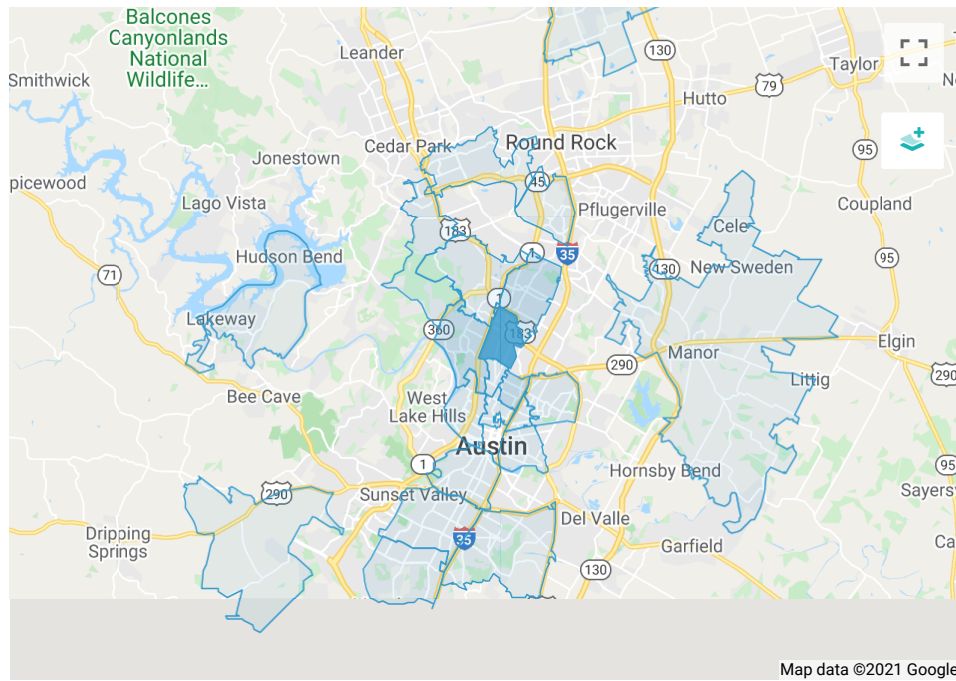 Balcones
Canyonlands
National
Wildlife...
Leander
130
Taylor
Smithwick
79
Hutto
Cedar Park
Round Rock
95
Jonestown
picewood
45
Lago Vista
Pflugerville
Coupland
183
Cele
Hudson Bend
1
35
95
71
130
New Sweden
1
Lakeway
360
183
Elgin
Manor
290
290
Littig
Bee Cave
West
Lake Hills
Austin
1
Hornsby Bend
95
290
Sunset Valley
Sayers
Del Valle
Dripping
Springs
35
Garfield
Ca
130
Map data ©2021 Google